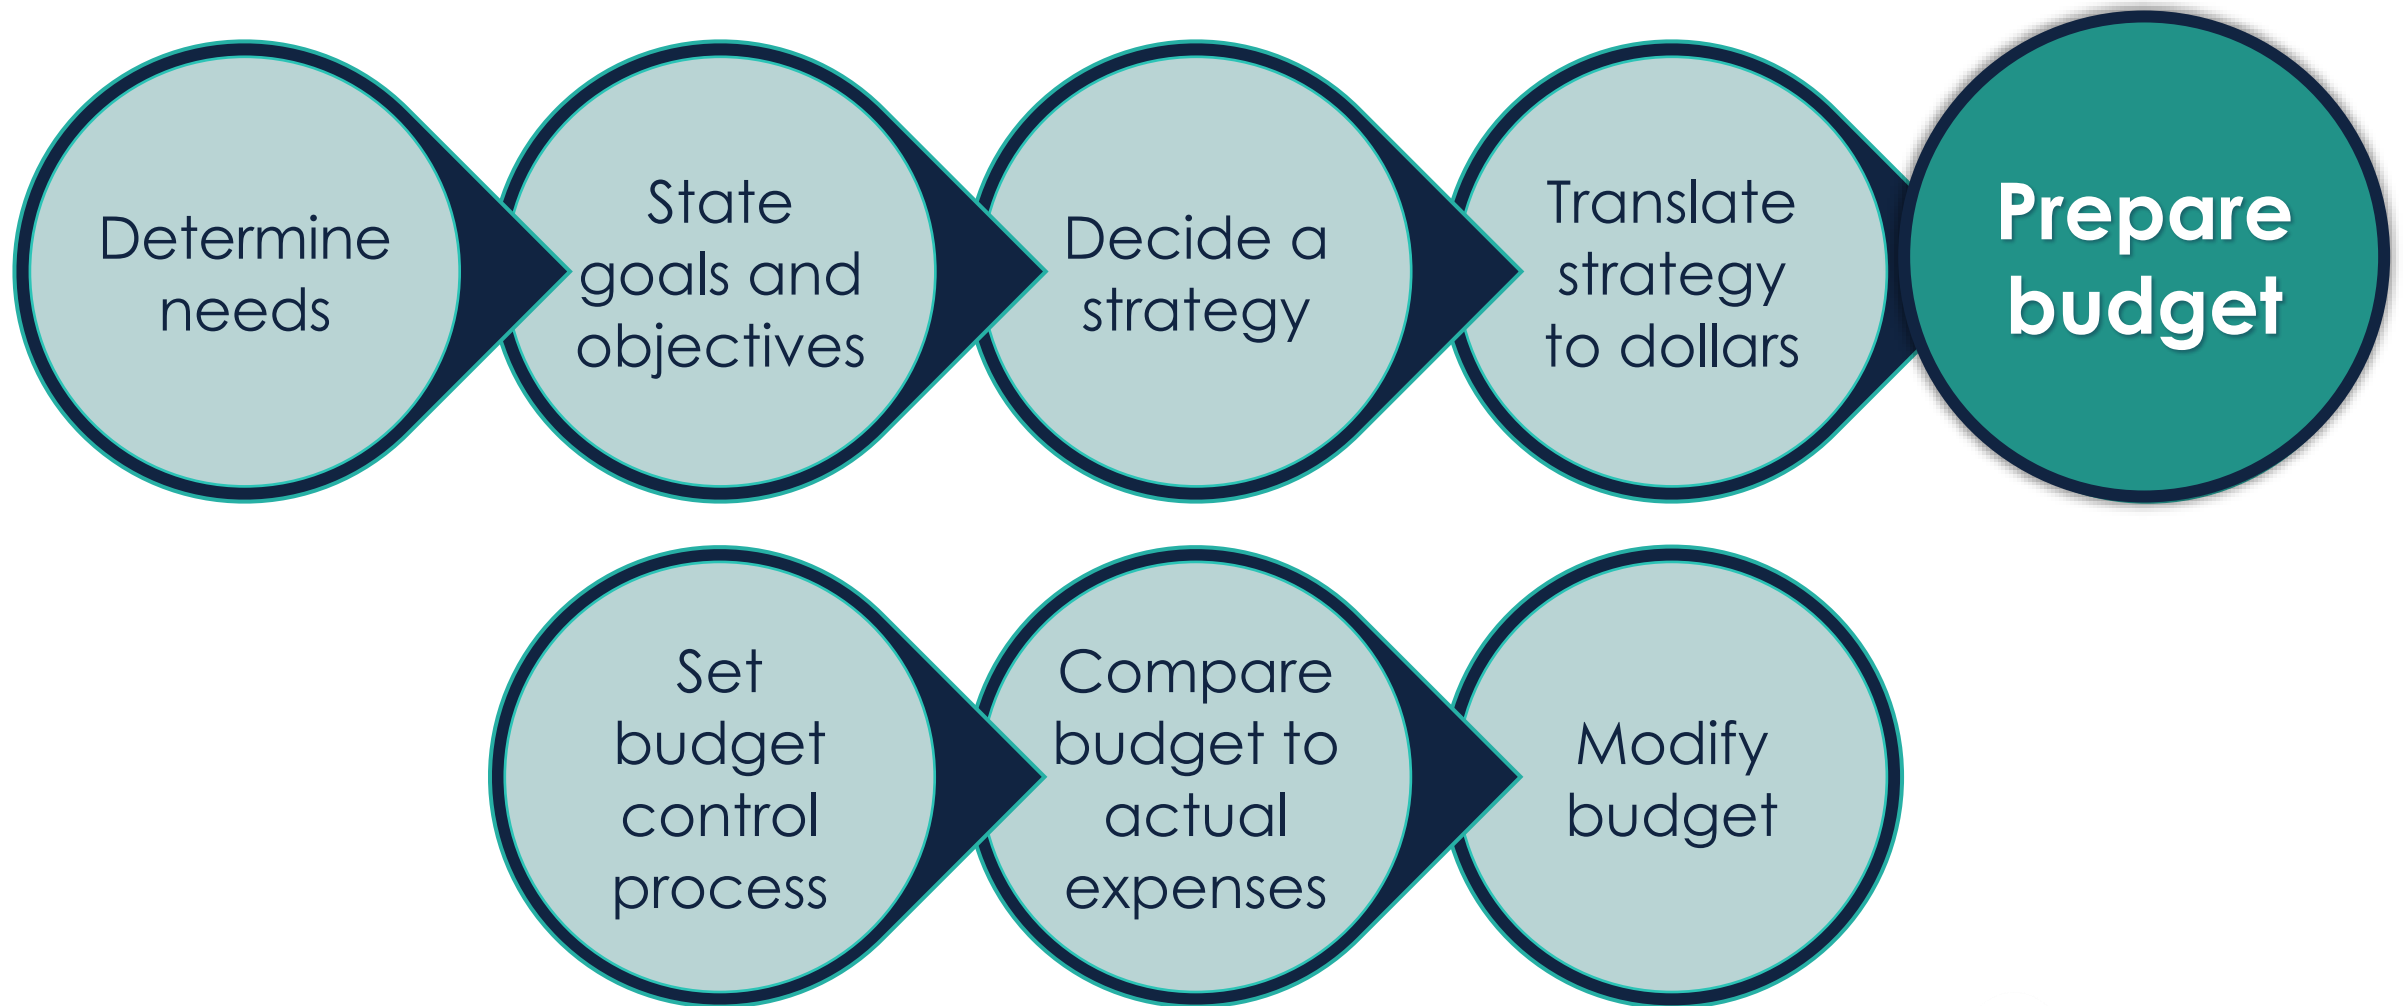 Determine
needs
State
goals and
objectives
Decide a
strategy
Translate
strategy
to dollars
Prepare
budget
Set
budget
control
process
Compare
budget to
actual
expenses
Modify
budget